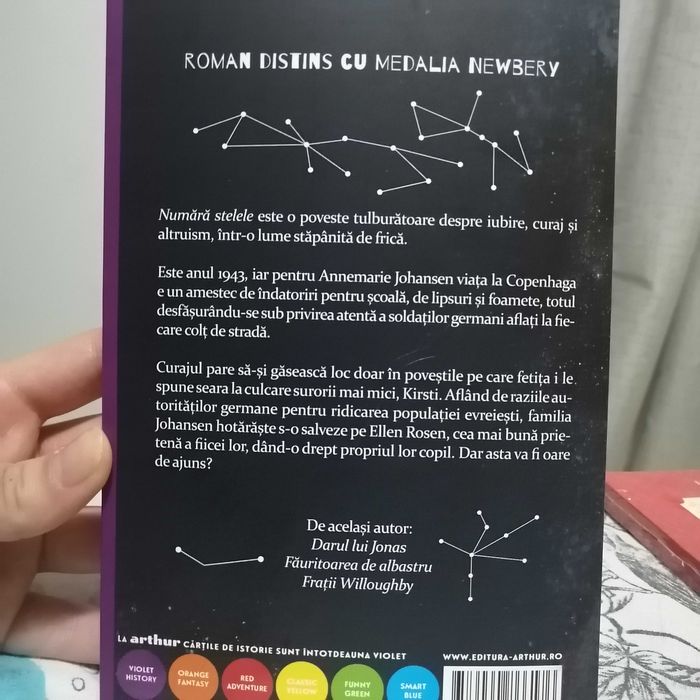 ROMAN DISTINS CU MEDALIA NEWBERY
Numără stelele este o poveste tulburătoare despre iubire, curaj și
altruism, într-o lume stăpânită de frică.
Este anul 1943, iar pentru Annemarie Johansen viața la Copenhaga
e un amestec de îndatoriri pentru școală, de lipsuri și foamete, totul
desfășurându-se sub privirea atentă a soldaților germani aflați la fie-
care colț de stradă.
Curajul pare să-și găsească loc doar în poveștile pe care fetița i le
spune seara la culcare surorii mai mici, Kirsti. Aflând de raziile au-
torităților germane pentru ridicarea populației evreiești, familia
Johansen hotărăște s-o salveze pe Ellen Rosen, cea mai bună prie-
tenă a fiicei lor, dând-o drept propriul lor copil. Dar asta va fi oare
de ajuns?
De același autor:
Darul lui Jonas
Făuritoarea de albastru
Frații Willoughby
LA arthur CĂRȚILE DE ISTORIE SUNT ÎNTOTDEAUNA VIOLET
WWW.EDITURA-ARTHUR.RO
VIOLET
HISTORY
ORANGE
FANTASY
RED
ADVENTURE
CLASSIC
YELLOW
FUNNY
GREEN
SMART
BLUE